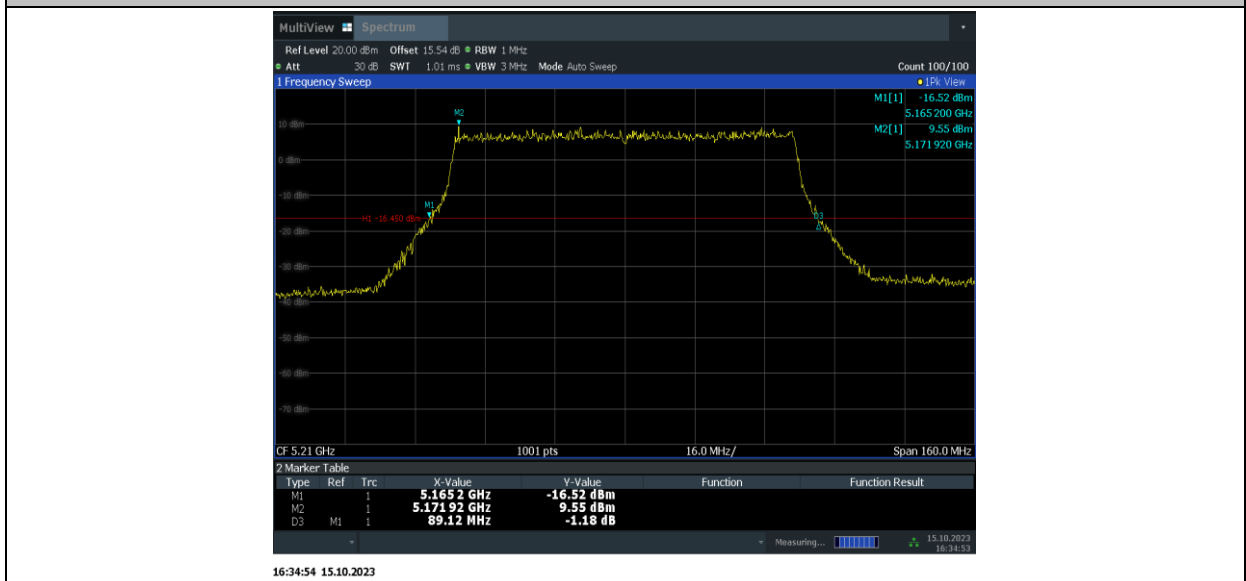 MultiView Spectrum
Ref Level 20.00 dBm Offset 15.54 dB RBW 1 MHz
Att 30 dB SWT 1.01 ms VBW 3 MHz Mode Auto Sweep Count 100/100
1 Frequency Sweep 1Pk View
M1[1] -16.52 dBm
5.165 200 GHz
M2
10 dBm
M2[1] 9.55 dBm
5.171 920 GHz
0 dBm
-10 dBm
M1
H1 -16.450 dBm
D3
-20 dBm
-30 dBm
-40 dBm
-50 dBm
-60 dBm
-70 dBm
CF 5.21 GHz 1001 pts 16.0 MHz/ Span 160.0 MHz
2 Marker Table
Type Ref Trc X-Value Y-Value Function Function Result
M1 1 5.165 2 GHz -16.52 dBm
M2 1 5.171 92 GHz 9.55 dBm
D3 M1 1 89.12 MHz -1.18 dB
Measuring... 15.10.2023
16:34:53
16:34:54 15.10.2023